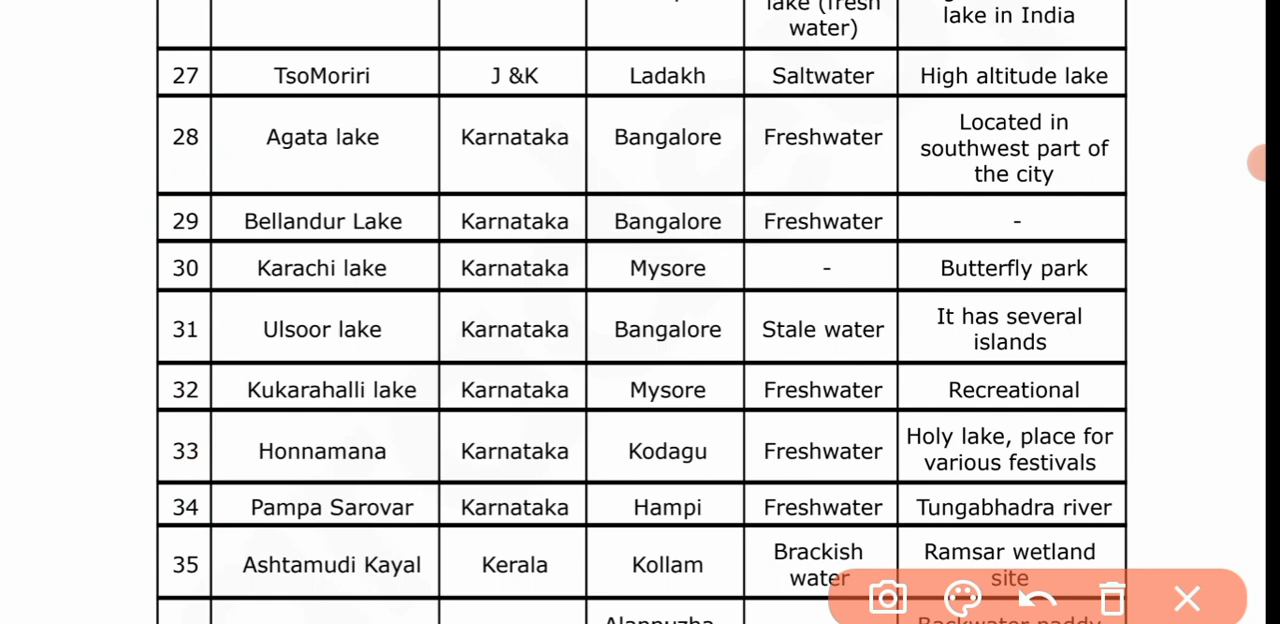 lake (fresh
water)
lake in India
27 TsoMoriri J &K Ladakh Saltwater High altitude lake
28 Agata lake Karnataka Bangalore Freshwater Located in
southwest part of
the city
29 Bellandur Lake Karnataka Bangalore Freshwater -
30 Karachi lake Karnataka Mysore - Butterfly park
31 Ulsoor lake Karnataka Bangalore Stale water It has several
islands
32 Kukarahalli lake Karnataka Mysore Freshwater Recreational
33 Honnamana Karnataka Kodagu Freshwater Holy lake, place for
various festivals
34 Pampa Sarovar Karnataka Hampi Freshwater Tungabhadra river
35 Ashtamudi Kayal Kerala Kollam Brackish
water Ramsar wetland
site
Alappuzha
Backwater paddy